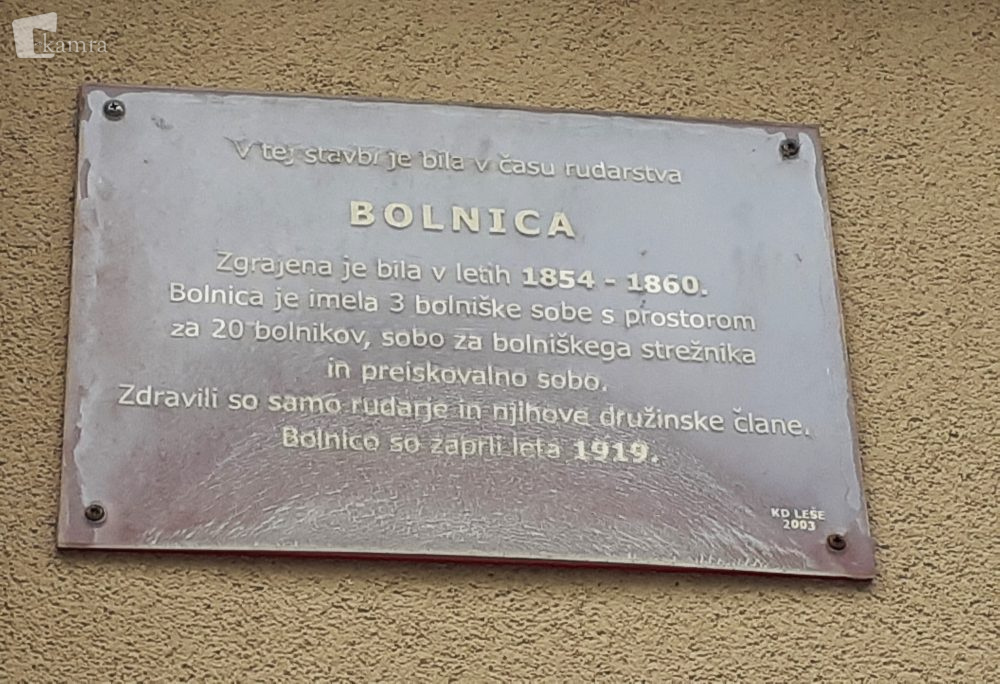 kamra
V tej stavbi je bila v času rudarstva
BOLNICA
Zgrajena je bila v letih 1854 - 1860.
Bolnica je imela 3 bolniške sobe s prostorom
za 20 bolnikov, sobo za bolniškega strežnika
in preiskovalno sobo.
Zdravili so samo rudarje in njihove družinske člane.
Bolnico so zaprli leta 1919.
KD LEŠE
2003